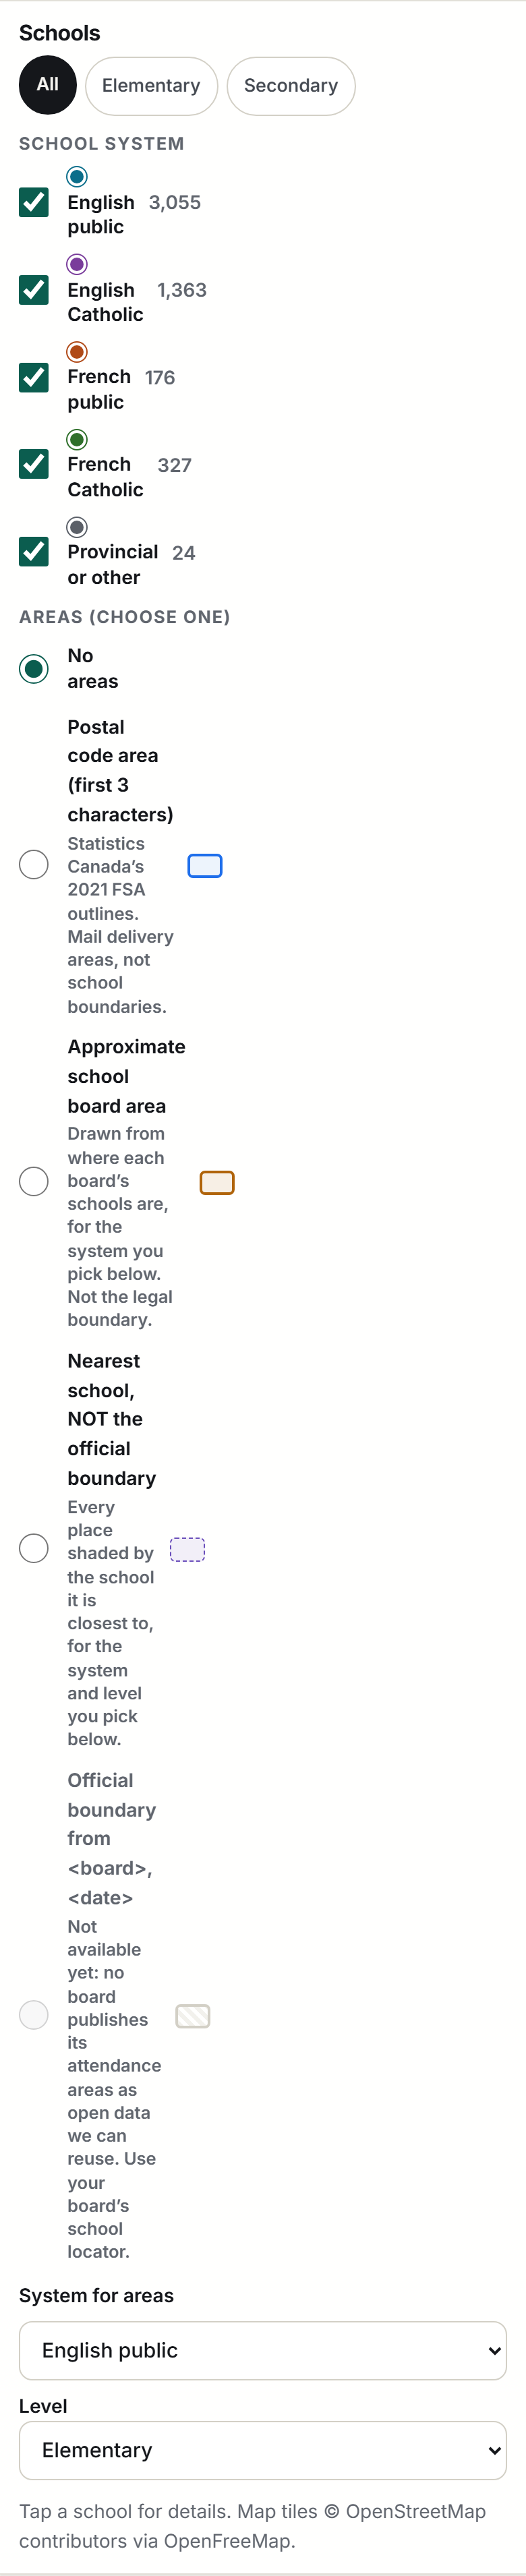 Schools
All Elementary Secondary
SCHOOL SYSTEM
English 3,055
public
English 1,363
Catholic
French 176
public
French 327
Catholic
Provincial 24
or other
AREAS (CHOOSE ONE)
No
areas
Postal
code area
(first 3
characters)
Statistics
Canada’s
2021 FSA
outlines.
Mail delivery
areas, not
school
boundaries.
Approximate
school
board area
Drawn from
where each
board’s
schools are,
for the
system you
pick below.
Not the legal
boundary.
Nearest
school,
NOT the
official
boundary
Every
place
shaded by
the school
it is
closest to,
for the
system
and level
you pick
below.
Official
boundary
from
<board>,
<date>
Not
available
yet: no
board
publishes
its
attendance
areas as
open data
we can
reuse. Use
your
board’s
school
locator.
System for areas
English public
Level
Elementary
Tap a school for details. Map tiles © OpenStreetMap
contributors via OpenFreeMap.